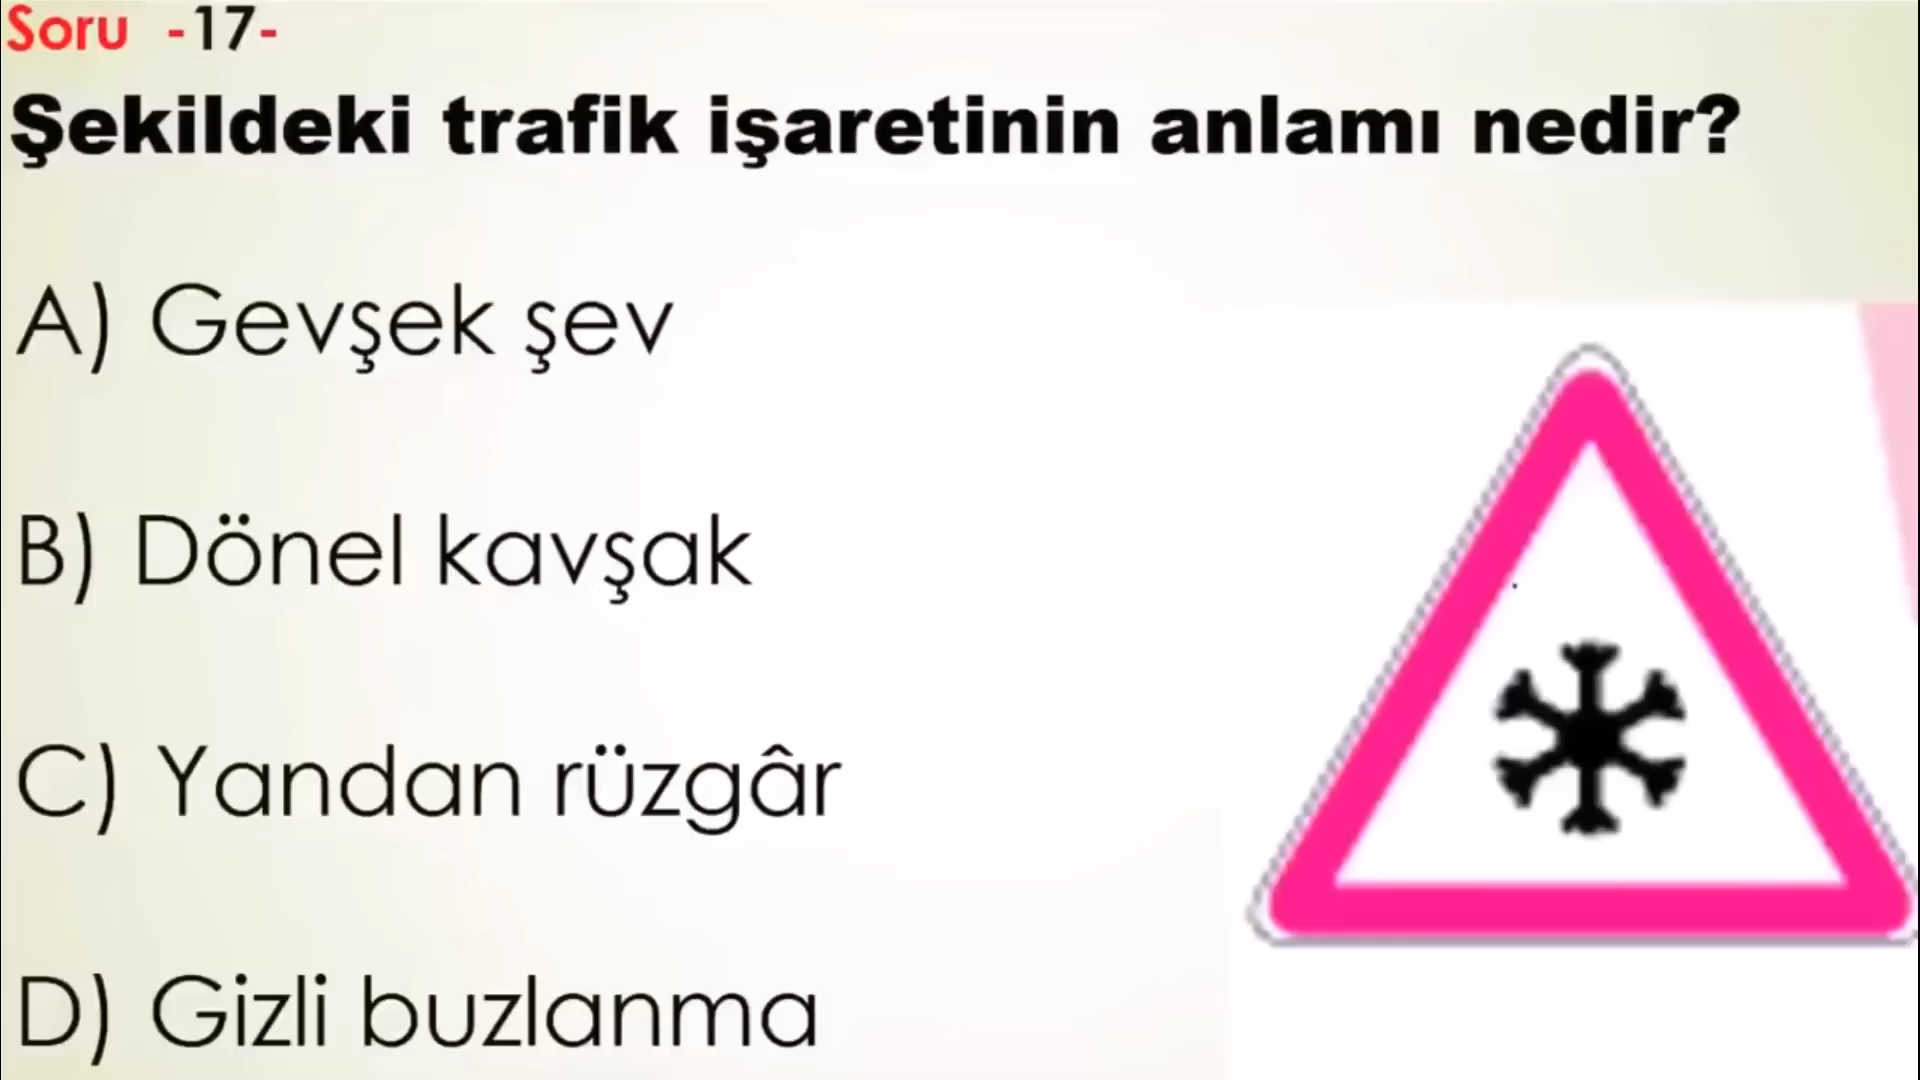 Soru -17-
Şekildeki trafik işaretinin anlamı nedir?
A) Gevşek şev
B) Dönel kavşak
C) Yandan rüzgâr
D) Gizli buzlanma